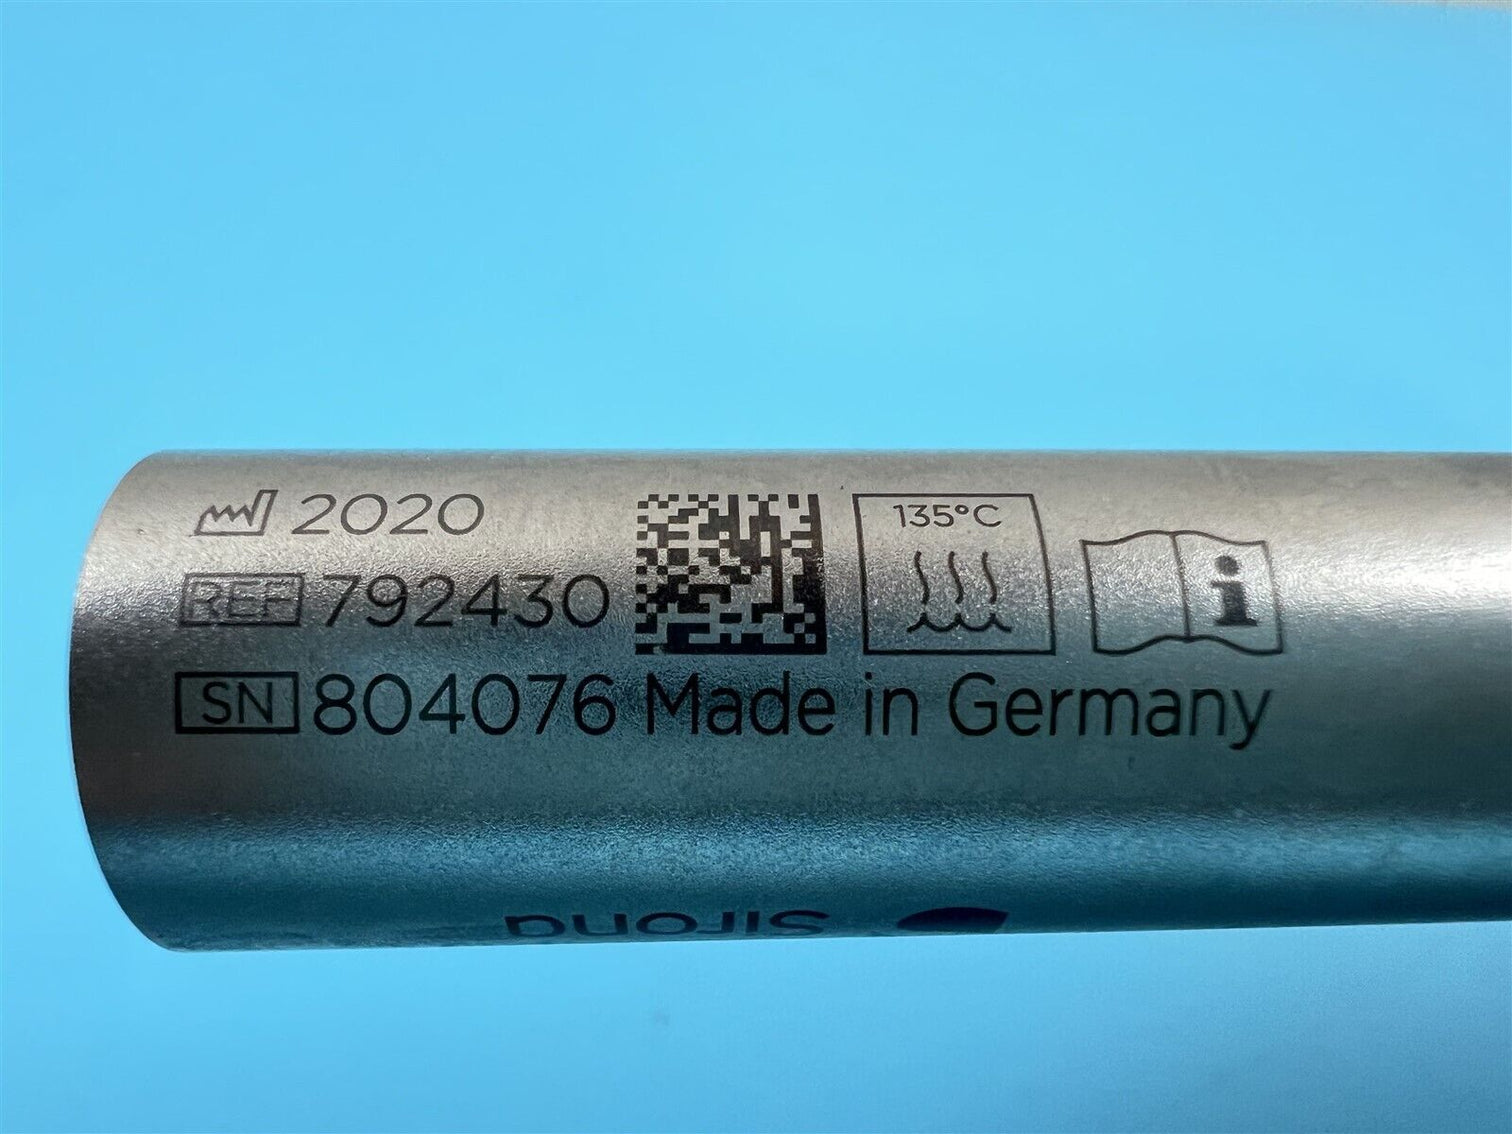 2020
REF 792430
135°C
i
SN 804076 Made in Germany
sirona